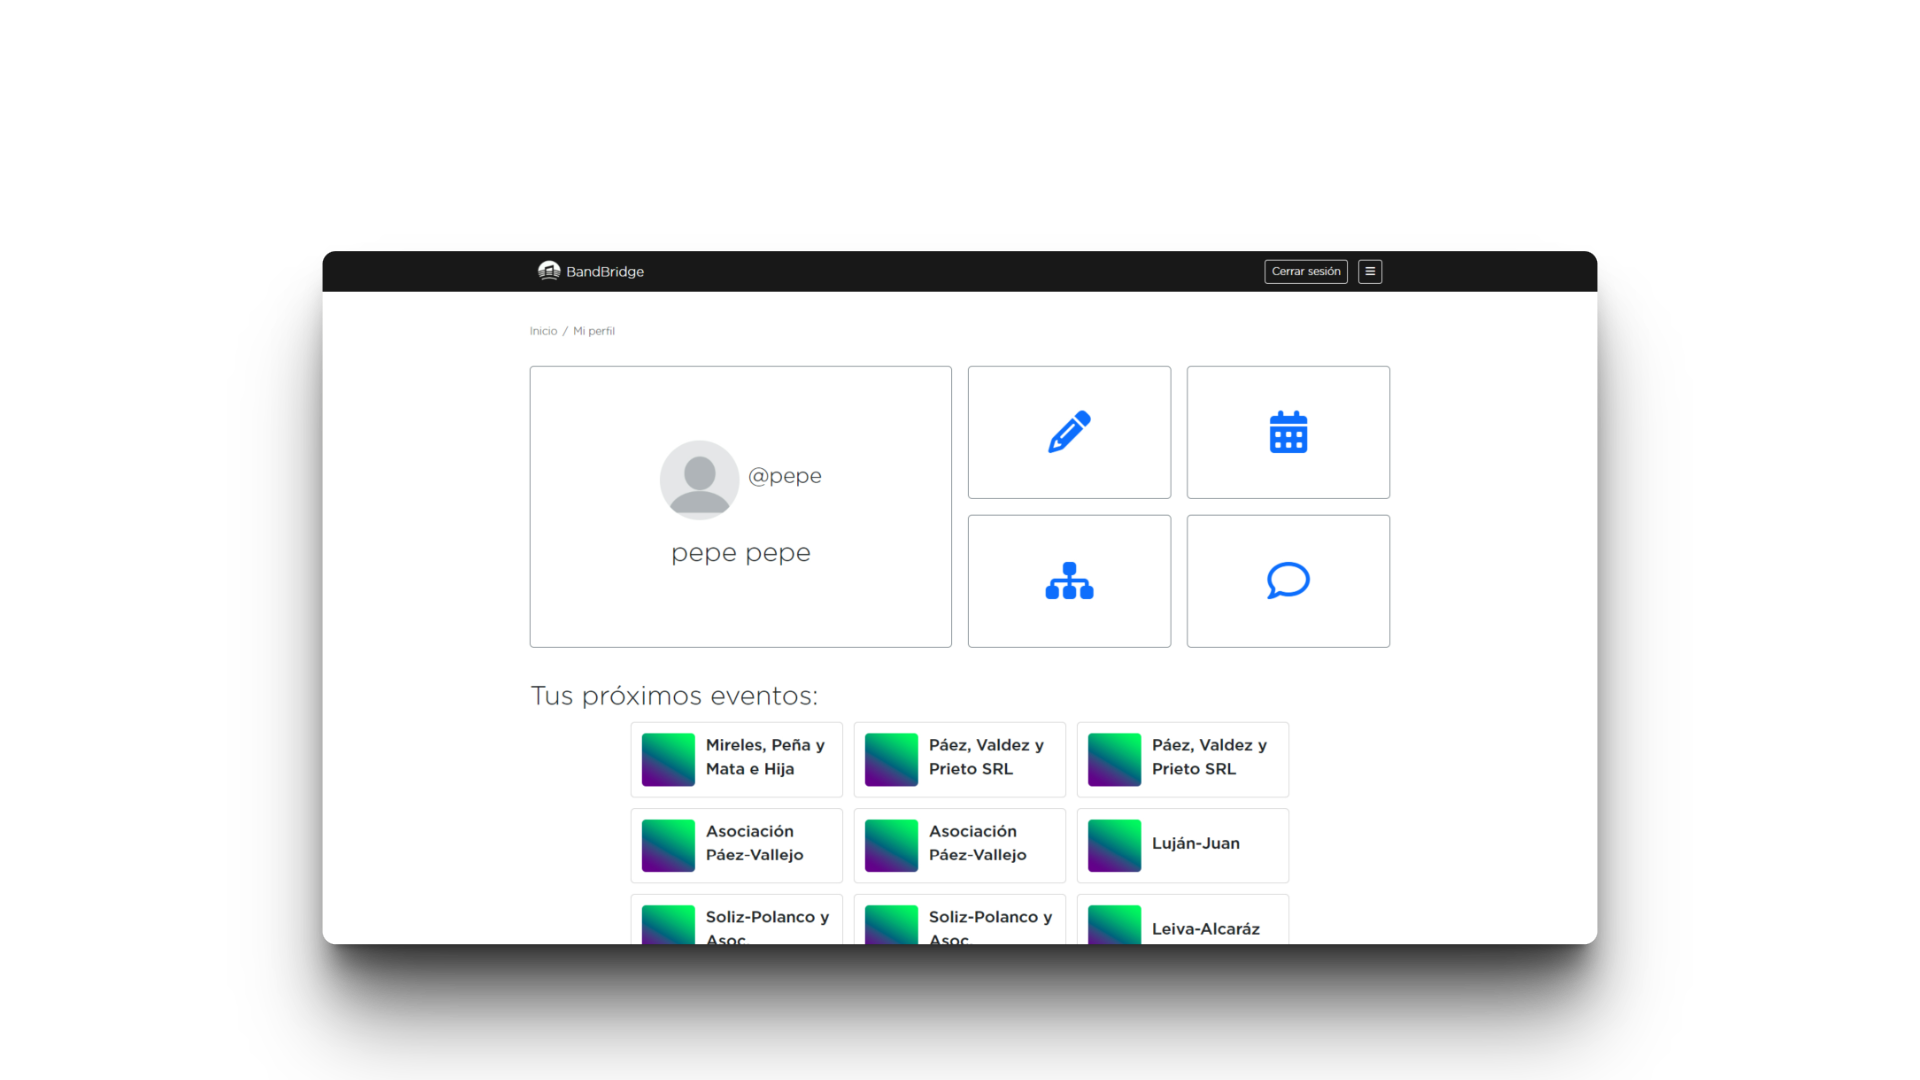 BandBridge
Cerrar sesión
Inicio / Mi perfil
@pepe
pepe pepe
Tus próximos eventos:
Mireles, Peña y
Mata e Hija
Páez, Valdez y
Prieto SRL
Páez, Valdez y
Prieto SRL
Asociación
Páez-Vallejo
Asociación
Páez-Vallejo
Luján-Juan
Soliz-Polanco y
Asoc.
Soliz-Polanco y
Asoc.
Leiva-Alcaráz